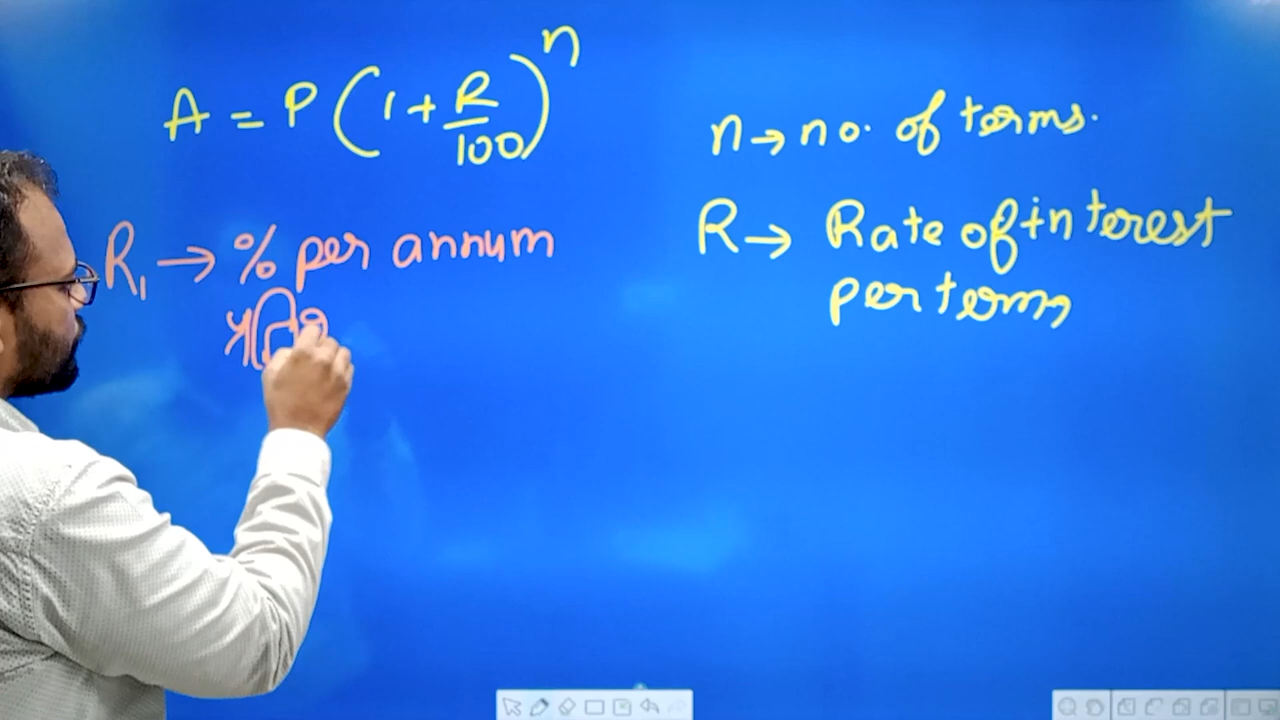 A = P(1 + R/100)^n
n → no. of terms.
R → Rate of interest
per term
R₁ → % per annum